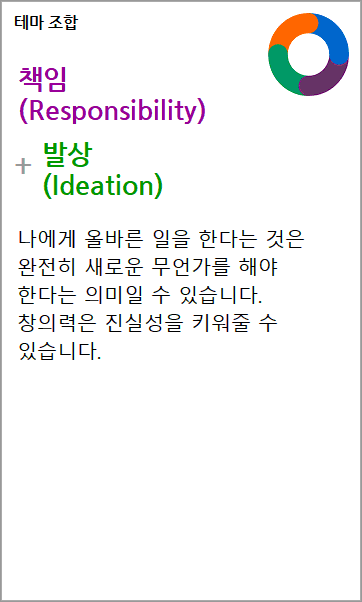 테마 조합
책임
(Responsibility)
+ 발상
(Ideation)
나에게 올바른 일을 한다는 것은
완전히 새로운 무언가를 해야
한다는 의미일 수 있습니다.
창의력은 진실성을 키워줄 수
있습니다.